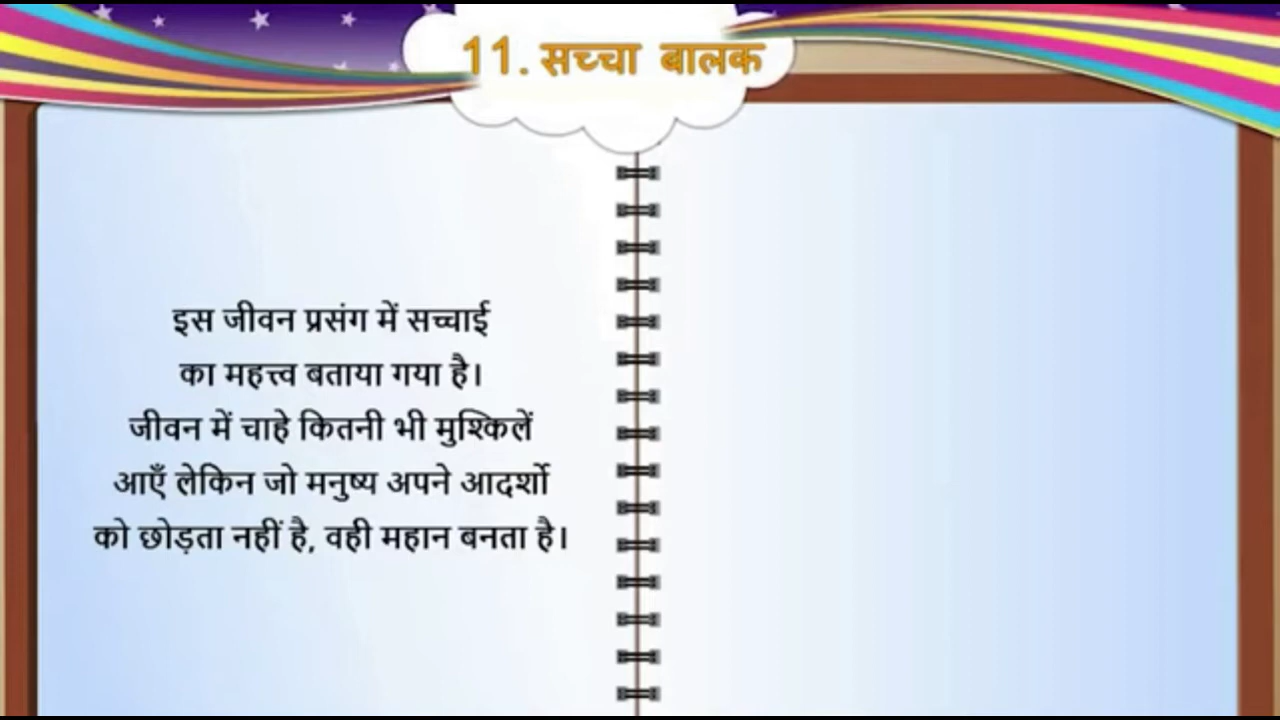 11. सच्चा बालक
इस जीवन प्रसंग में सच्चाई
का महत्त्व बताया गया है।
जीवन में चाहे कितनी भी मुश्किलें
आएँ लेकिन जो मनुष्य अपने आदर्शो
को छोड़ता नहीं है, वही महान बनता है।